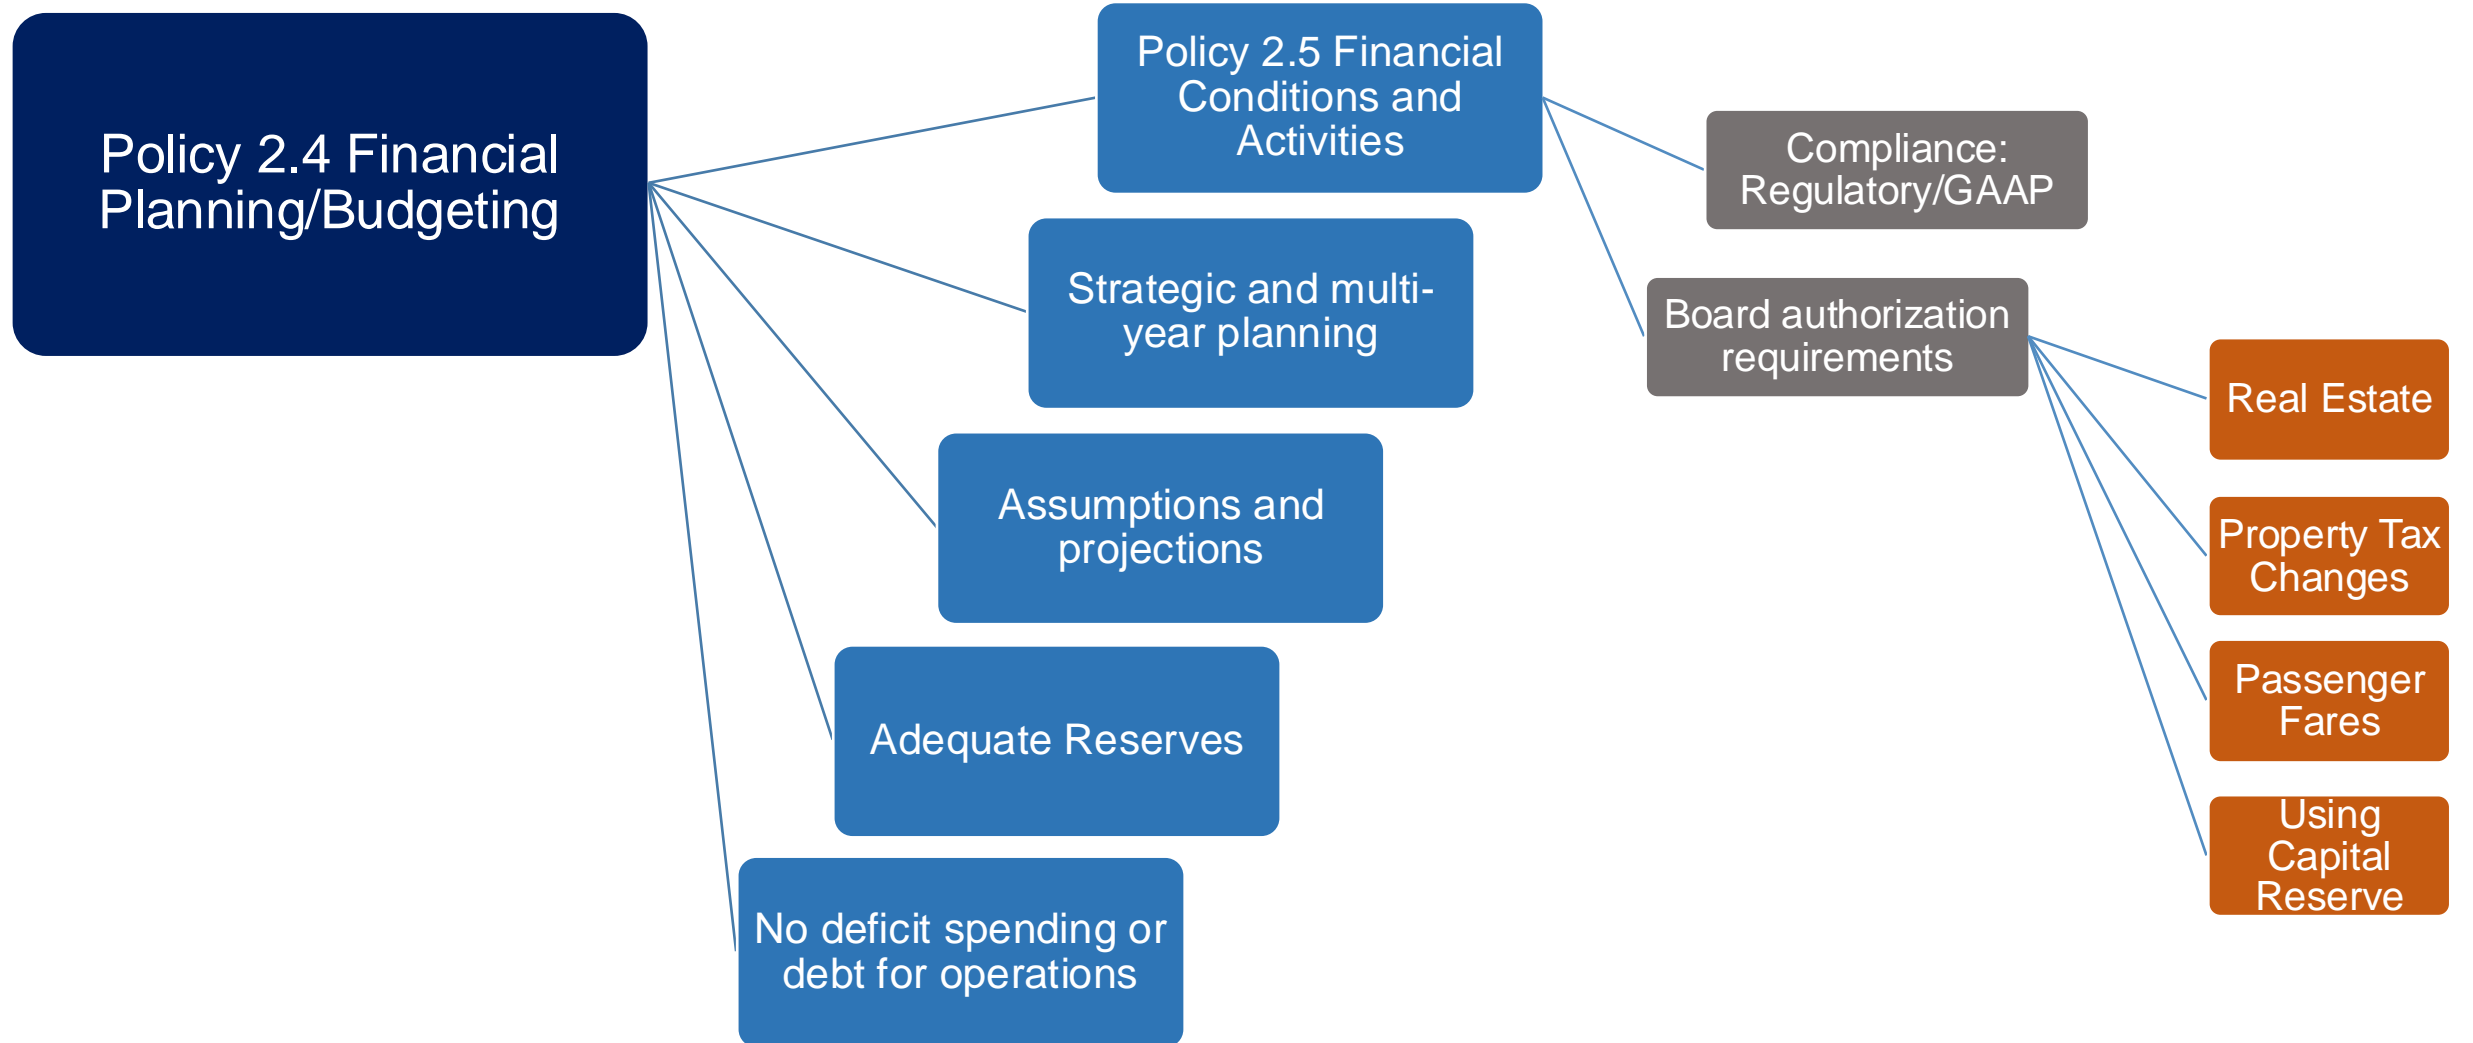 Policy 2.4 Financial
Planning/Budgeting
Policy 2.5 Financial
Conditions and
Activities
Strategic and multi-
year planning
Assumptions and
projections
Adequate Reserves
No deficit spending or
debt for operations
Compliance:
Regulatory/GAAP
Board authorization
requirements
Real Estate
Property Tax
Changes
Passenger
Fares
Using
Capital
Reserve